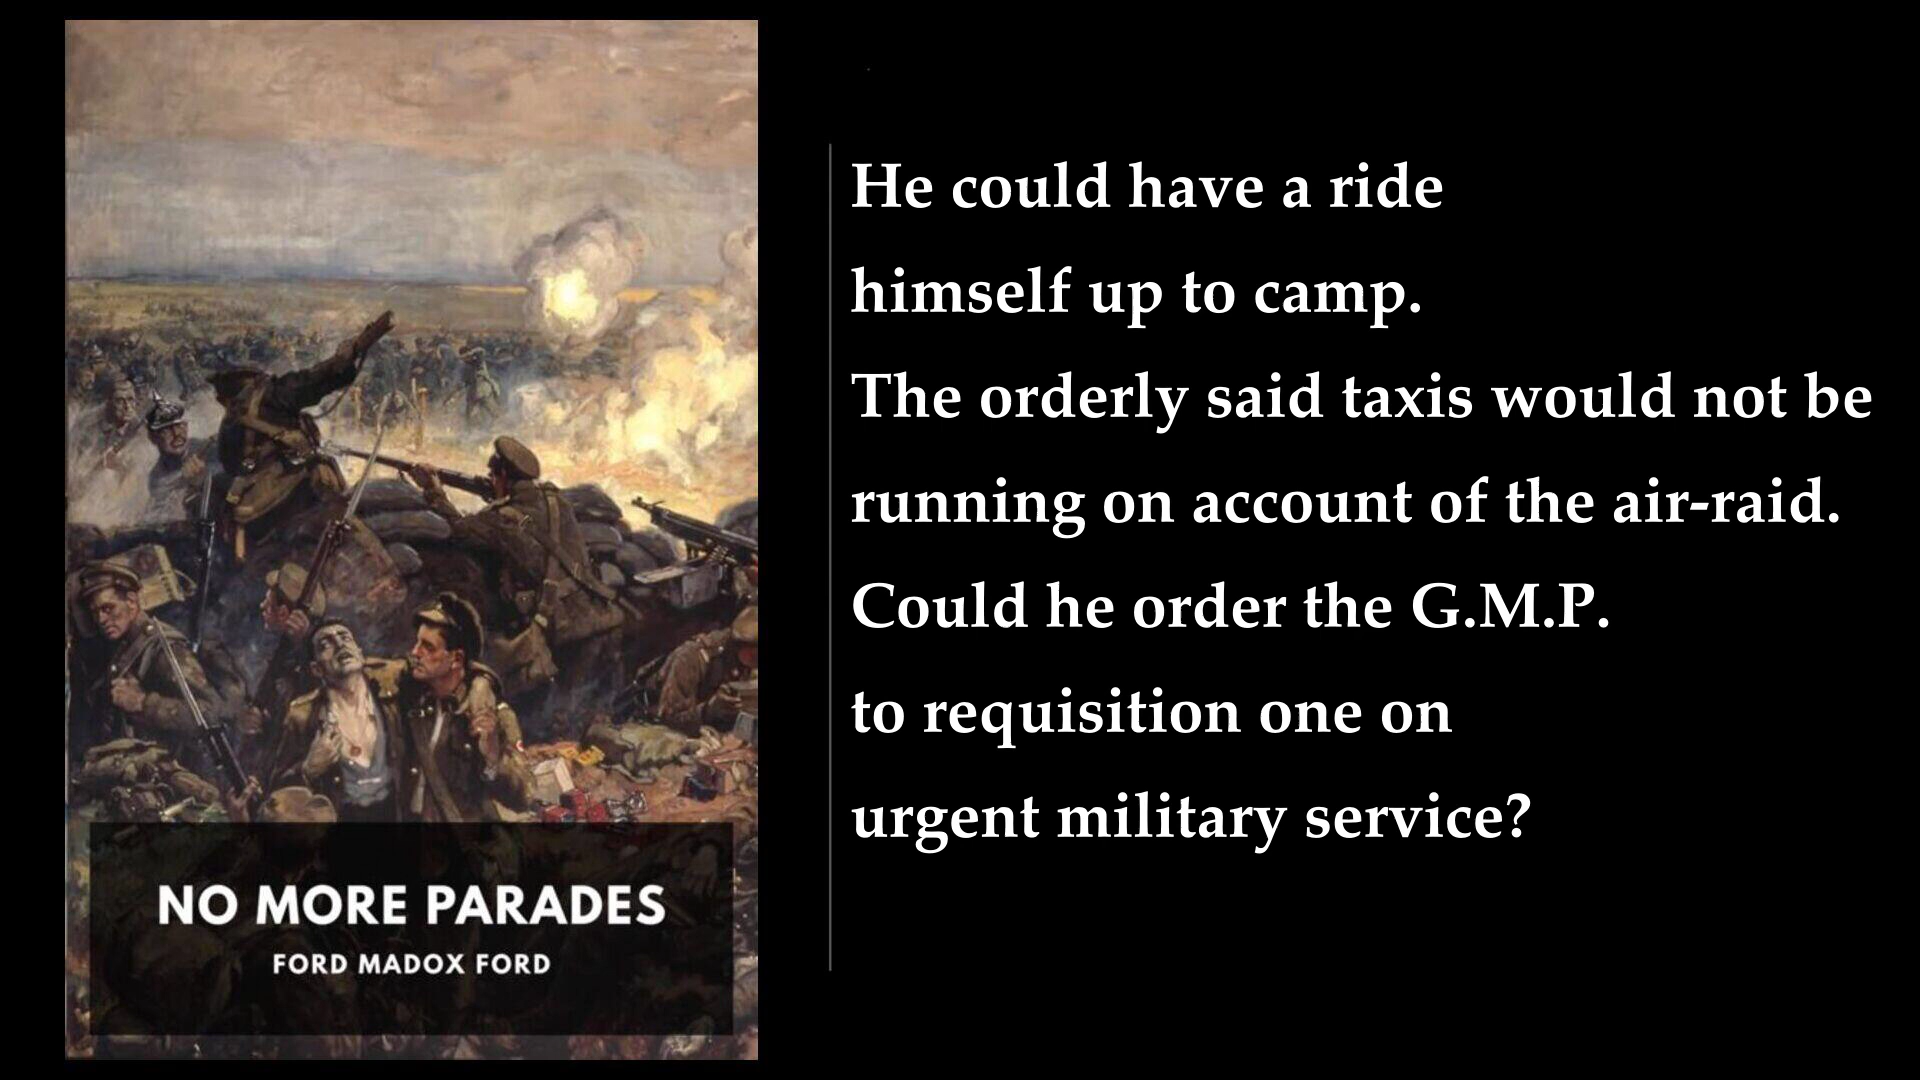 He could have a ride
himself up to camp.
The orderly said taxis would not be
running on account of the air-raid.
Could he order the G.M.P.
to requisition one on
urgent military service?
NO MORE PARADES
FORD MADOX FORD